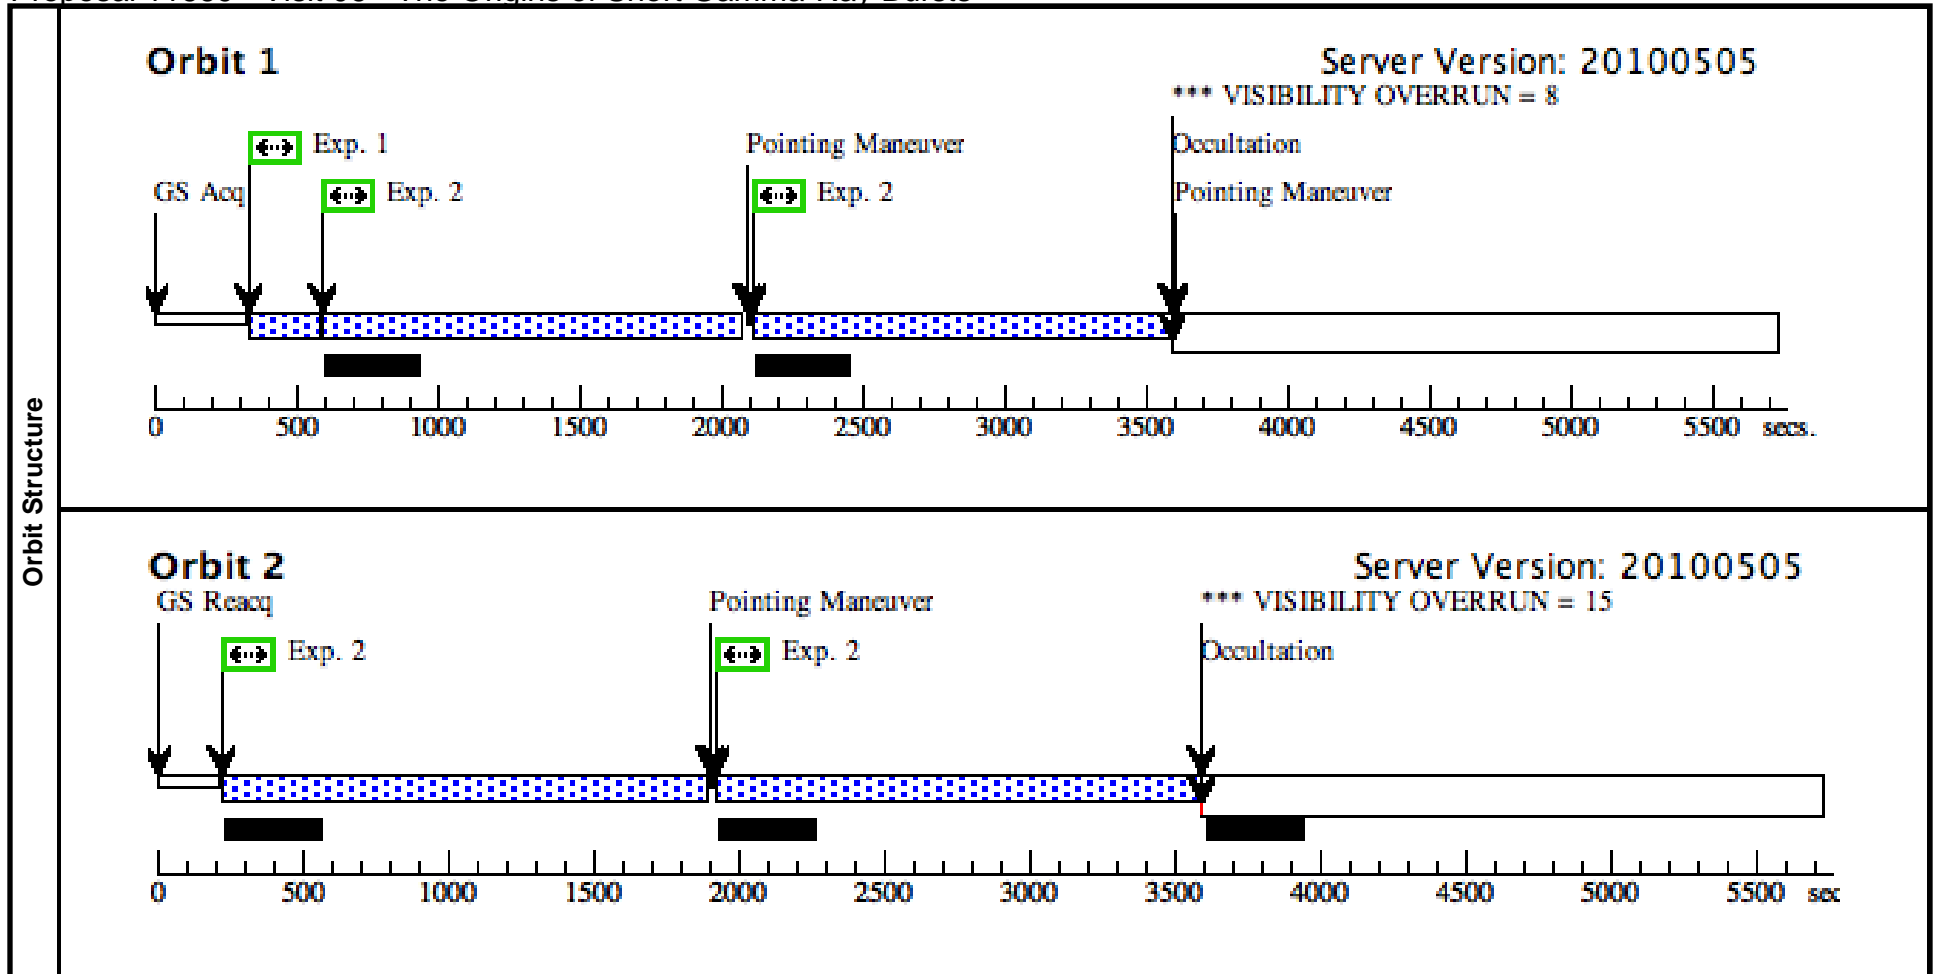 Orbit Structure
Orbit 1
Server Version: 20100505
*** VISIBILITY OVERRUN = 8
Exp. 1
Pointing Maneuver
Occultation
GS Acq
Exp. 2
Exp. 2
Pointing Maneuver
0 500 1000 1500 2000 2500 3000 3500 4000 4500 5000 5500 secs.
Orbit 2
Server Version: 20100505
GS Reacq
Pointing Maneuver
*** VISIBILITY OVERRUN = 15
Exp. 2
Exp. 2
Occultation
0 500 1000 1500 2000 2500 3000 3500 4000 4500 5000 5500 sec